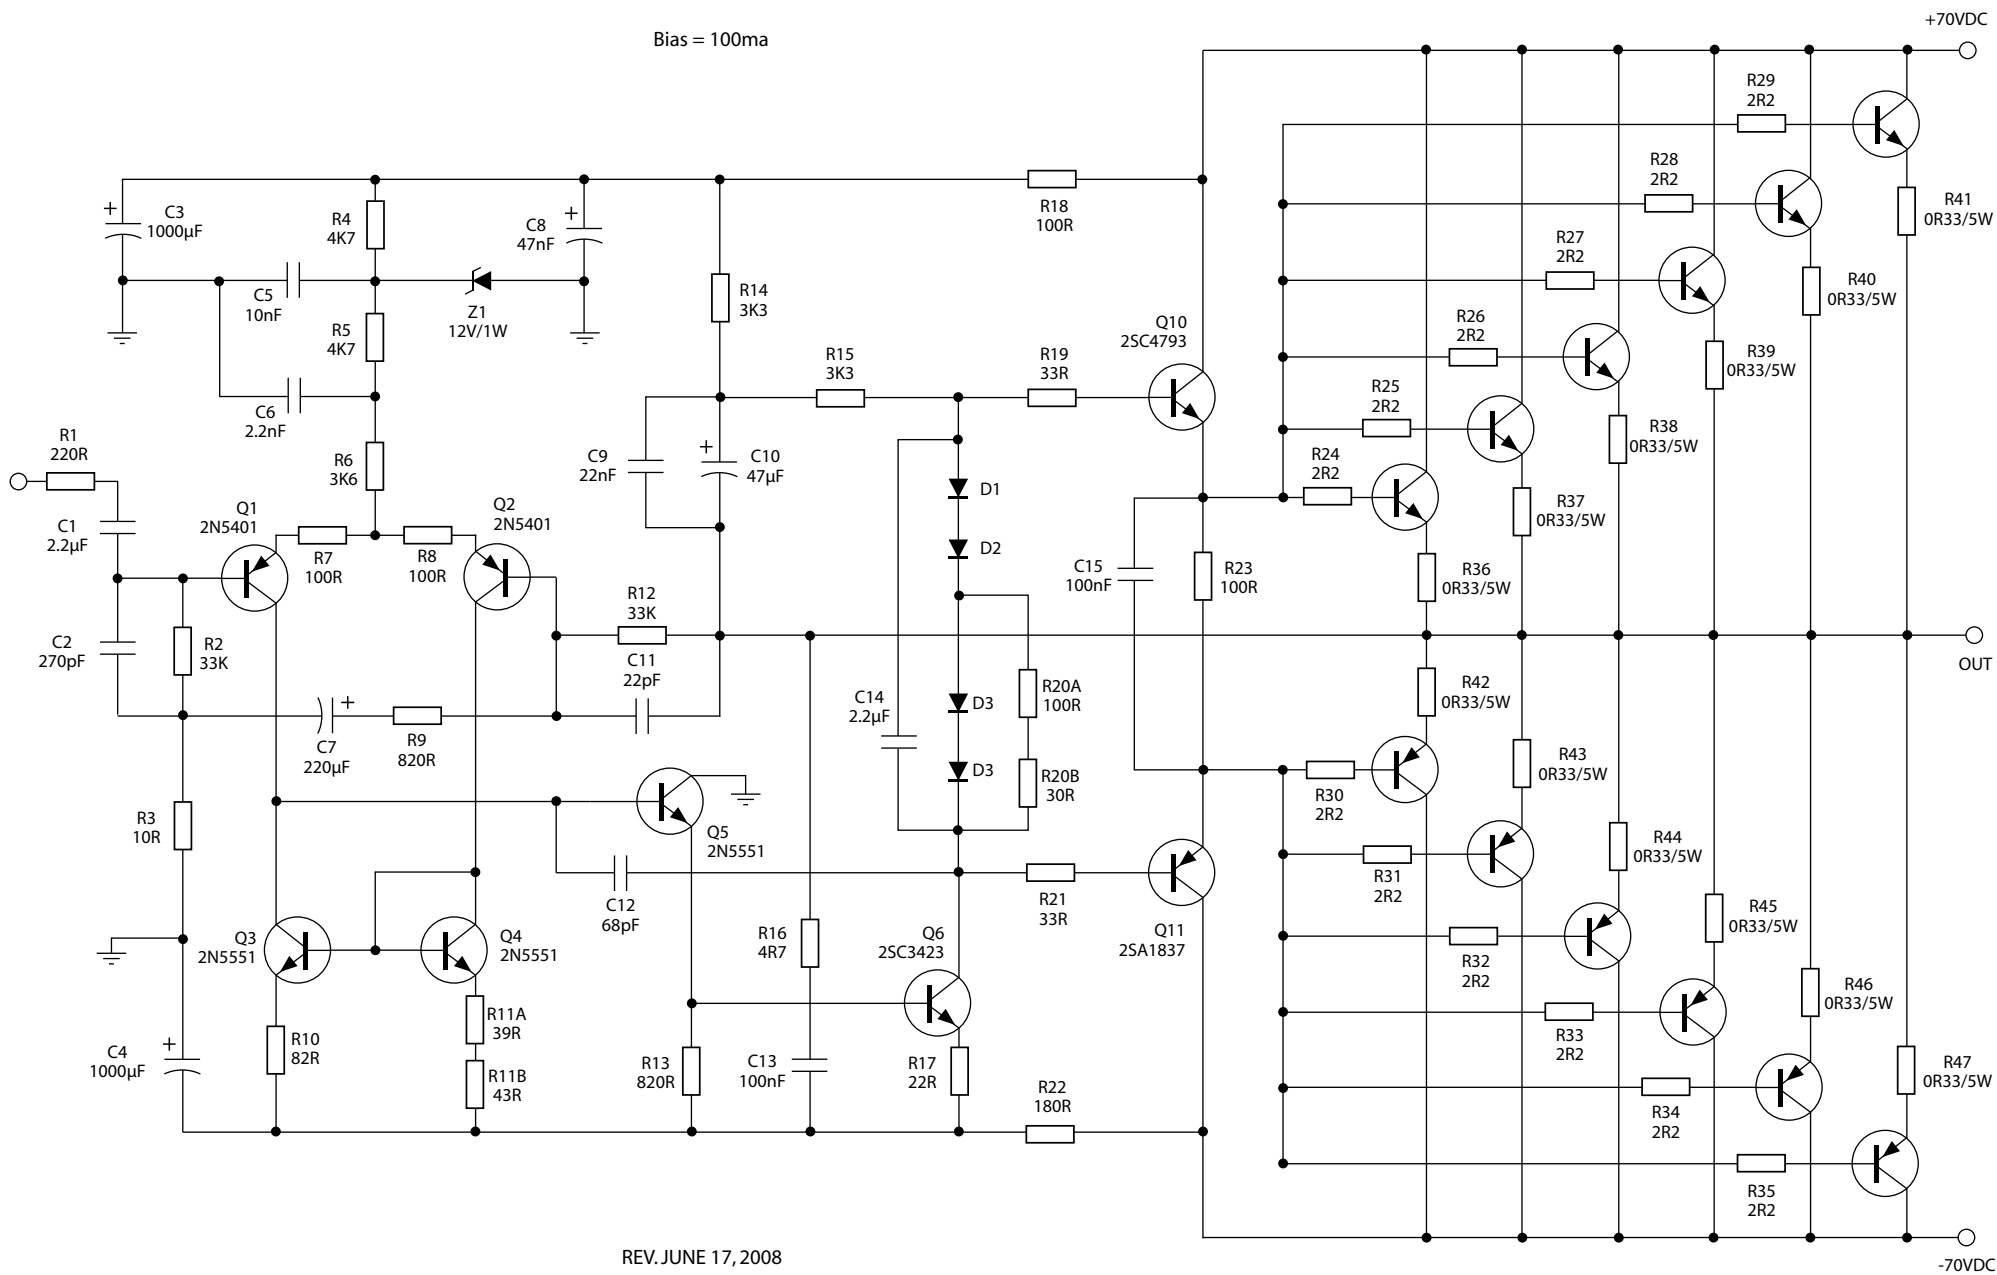 +70VDC
Bias = 100ma
R29
2R2
R28
2R2
R41
0R33/5W
C3
1000µF
R4
4K7
C8
47nF
R18
100R
R27
2R2
R40
0R33/5W
C5
10nF
Z1
12V/1W
R14
3K3
R5
4K7
Q10
2SC4793
R26
2R2
R39
0R33/5W
R15
3K3
R19
33R
C6
2.2nF
R25
2R2
R38
0R33/5W
R1
220R
R6
3K6
C9
22nF
C10
47µF
R24
2R2
D1
R37
0R33/5W
Q1
2N5401
Q2
2N5401
C1
2.2µF
R7
100R
R8
100R
D2
C15
100nF
R23
100R
R36
0R33/5W
R12
33K
C2
270pF
R2
33K
C11
22pF
OUT
R20A
100R
R42
0R33/5W
C14
2.2µF
D3
C7
220µF
R9
820R
D3
R20B
30R
R43
0R33/5W
R30
2R2
R3
10R
Q5
2N5551
R44
0R33/5W
R31
2R2
C12
68pF
R21
33R
R45
0R33/5W
Q3
2N5551
Q4
2N5551
R16
4R7
Q6
2SC3423
Q11
2SA1837
R32
2R2
R46
0R33/5W
R11A
39R
R10
82R
R33
2R2
C4
1000µF
R11B
43R
R13
820R
C13
100nF
R17
22R
R22
180R
R47
0R33/5W
R34
2R2
R35
2R2
REV. JUNE 17, 2008
-70VDC